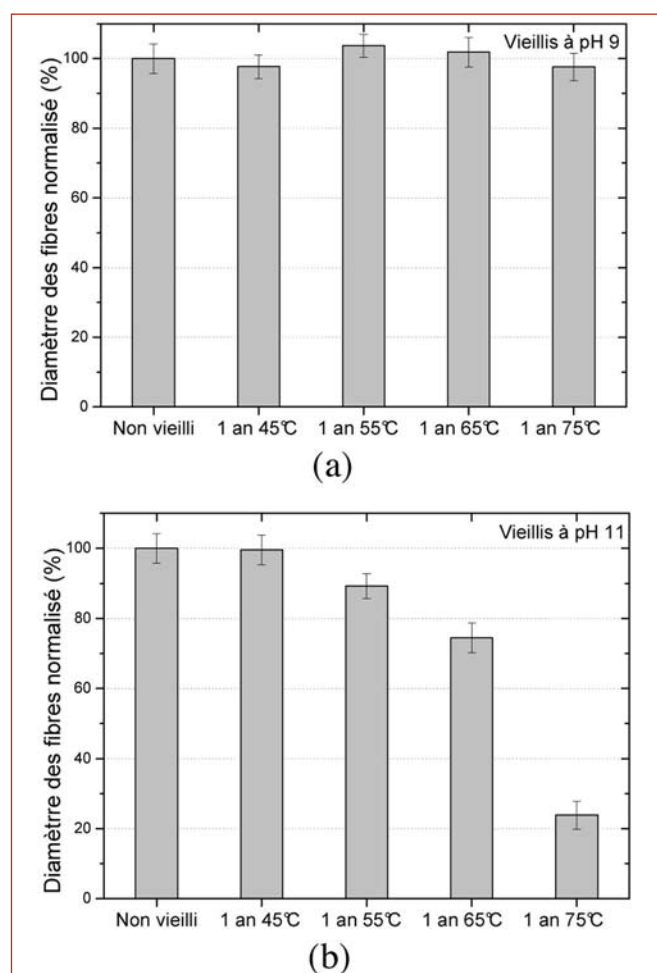 Vieillis à pH 9
Diamètrre des fibres normalisé (%)
100
80
60
40
20
0
Non vieilli 1 an 45°C 1 an 55°C 1 an 65°C 1 an 75°C
(a)
Vieillis à pH 11
Diamètrre des fibres normalisé (%)
100
80
60
40
20
0
Non vieilli 1 an 45°C 1 an 55°C 1 an 65°C 1 an 75°C
(b)